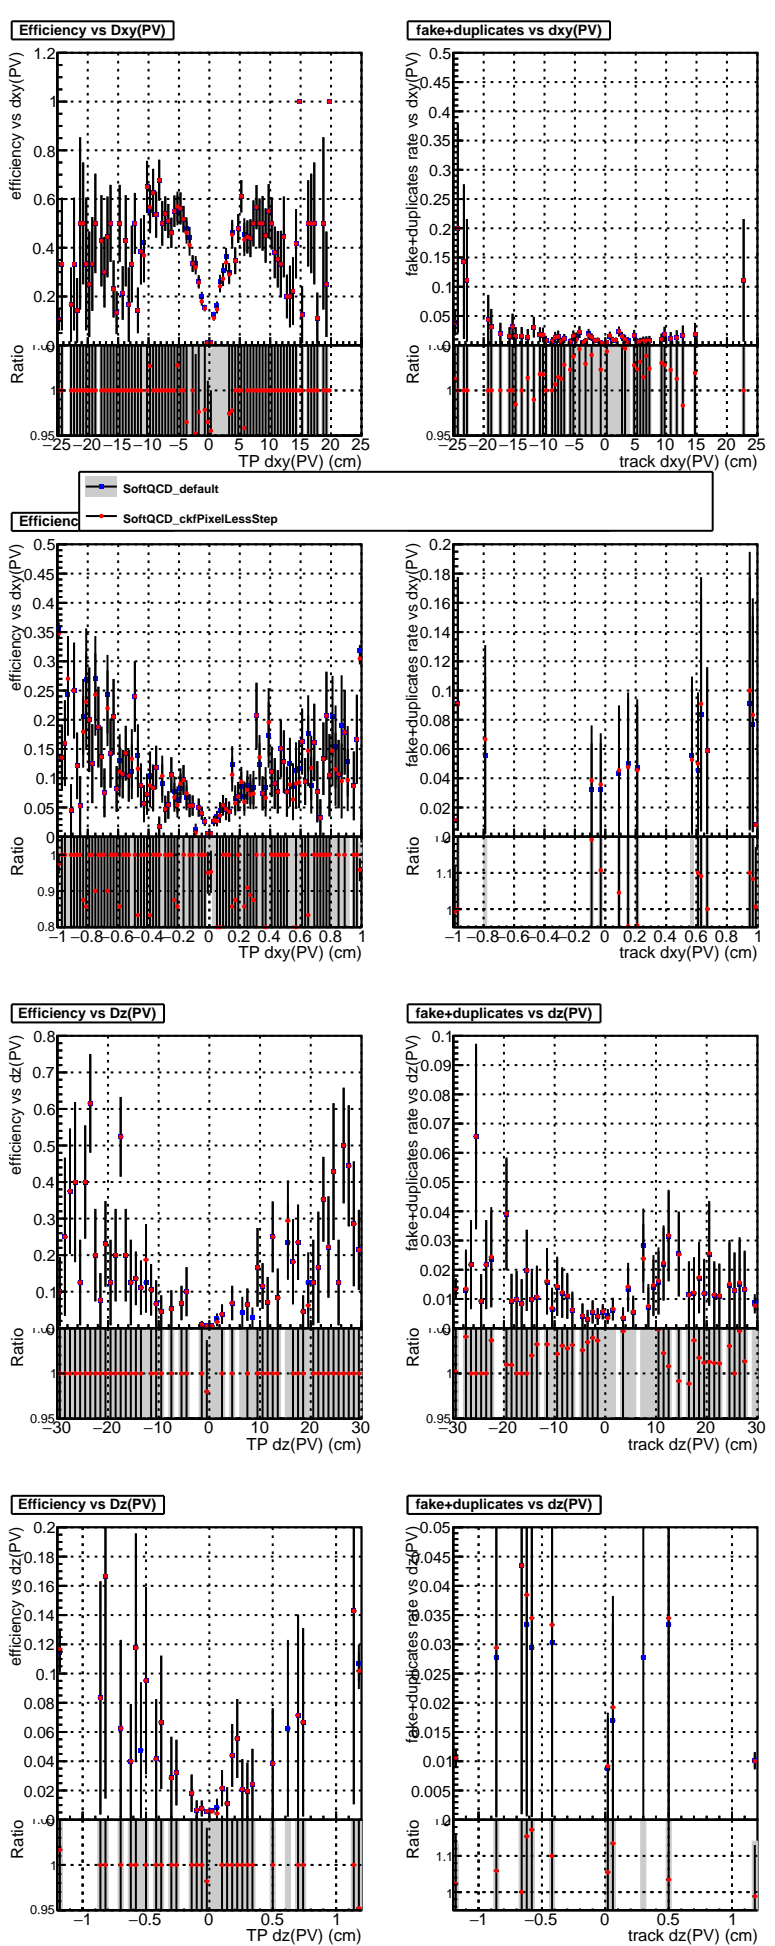 Efficiency vs Dxy(PV)
efficiency vs dxy(PV)
1.2
1
0.8
0.6
0.4
0.2
0
Ratio
1
0.95
−25 −20 −15 −10 −5 0 5 10 15 20 25
TP dxy(PV) (cm)
fake+duplicates vs dxy(PV)
fake+duplicates rate vs dxy(PV)
0.5
0.45
0.4
0.35
0.3
0.25
0.2
0.15
0.1
0.05
0
Ratio
1
0.95
−25 −20 −15 −10 −5 0 5 10 15 20 25
track dxy(PV) (cm)
SoftQCD_default
SoftQCD_ckfPixelLessStep
Efficienc
efficiency vs dxy(PV)
0.5
0.45
0.4
0.35
0.3
0.25
0.2
0.15
0.1
0.05
0
Ratio
1
0.9
0.8
−1 −0.8 −0.6 −0.4 −0.2 0 0.2 0.4 0.6 0.8 1
TP dxy(PV) (cm)
fake+duplicates rate vs dxy(PV)
0.2
0.18
0.16
0.14
0.12
0.1
0.08
0.06
0.04
0.02
0
Ratio
1.1
1
−1 −0.8 −0.6 −0.4 −0.2 0 0.2 0.4 0.6 0.8 1
track dxy(PV) (cm)
Efficiency vs Dz(PV)
efficiency vs dz(PV)
0.8
0.7
0.6
0.5
0.4
0.3
0.2
0.1
0
Ratio
1
0.95
−30 −20 −10 0 10 20 30
TP dz(PV) (cm)
fake+duplicates vs dz(PV)
fake+duplicates rate vs dz(PV)
0.1
0.09
0.08
0.07
0.06
0.05
0.04
0.03
0.02
0.01
0
Ratio
1
0.95
−30 −20 −10 0 10 20 30
track dz(PV) (cm)
Efficiency vs Dz(PV)
efficiency vs dz(PV)
0.2
0.18
0.16
0.14
0.12
0.1
0.08
0.06
0.04
0.02
0
Ratio
1
0.95
−1 −0.5 0 0.5 1
TP dz(PV) (cm)
fake+duplicates vs dz(PV)
fake+duplicates rate vs dz(PV)
0.05
0.045
0.04
0.035
0.03
0.025
0.02
0.015
0.01
0.005
0
Ratio
1.1
1
−1 −0.5 0 0.5 1
track dz(PV) (cm)